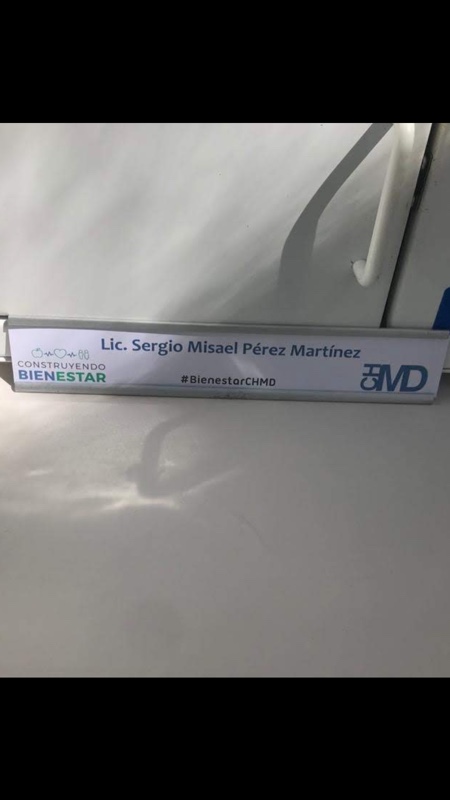 Lic. Sergio Misael Pérez Martínez
CONSTRUYENDO
BIENESTAR
#BienestarCHMD
CHMD